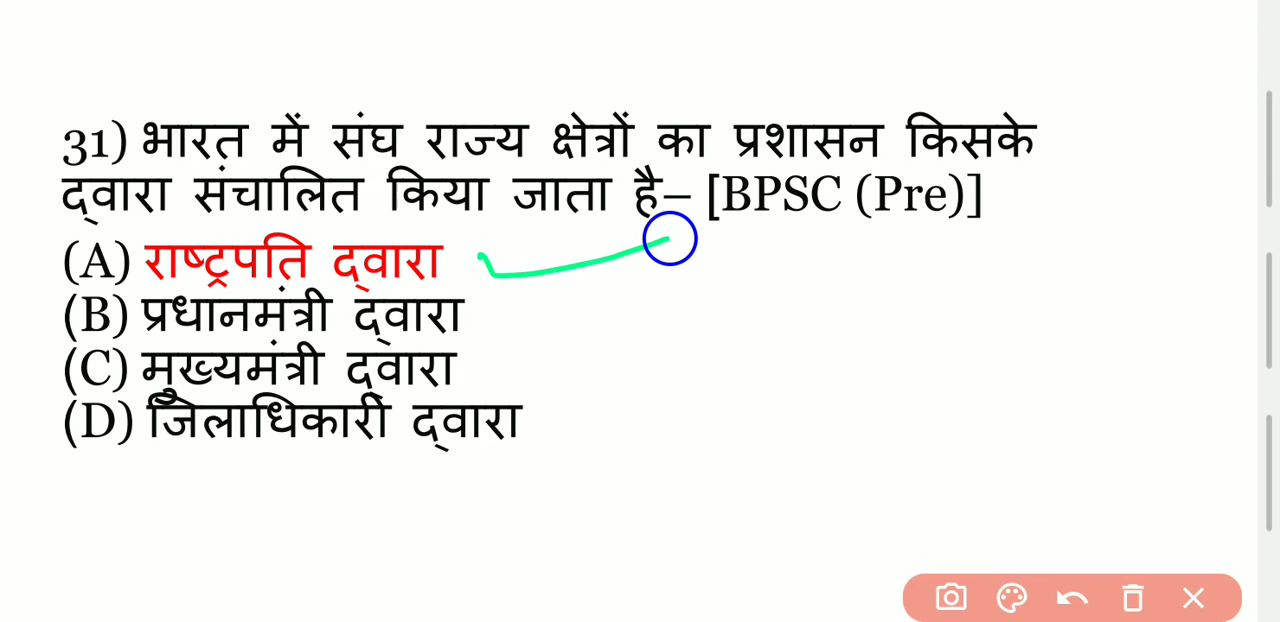 31) भारत में संघ राज्य क्षेत्रों का प्रशासन किसके
द्वारा संचालित किया जाता है– [BPSC (Pre)]
(A) राष्ट्रपति द्वारा
(B) प्रधानमंत्री द्वारा
(C) मुख्यमंत्री द्वारा
(D) जिलाधिकारी द्वारा